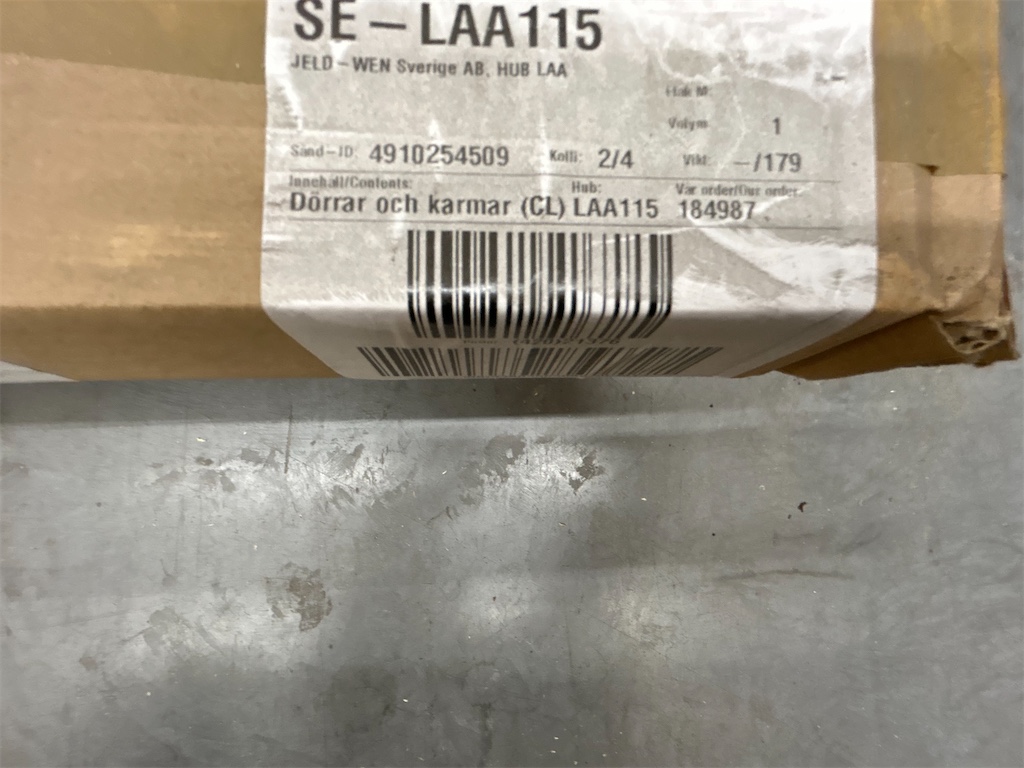 SE – LAA115
JELD – WEN Sverige AB, HUB LAA
Volym 1
Sänd–ID: 4910254509 Kolli: 2/4 Vikt: –/179
Innehåll/Contents: Hub: Vår order/Our order
Dörrar och karmar (CL) LAA115 184987